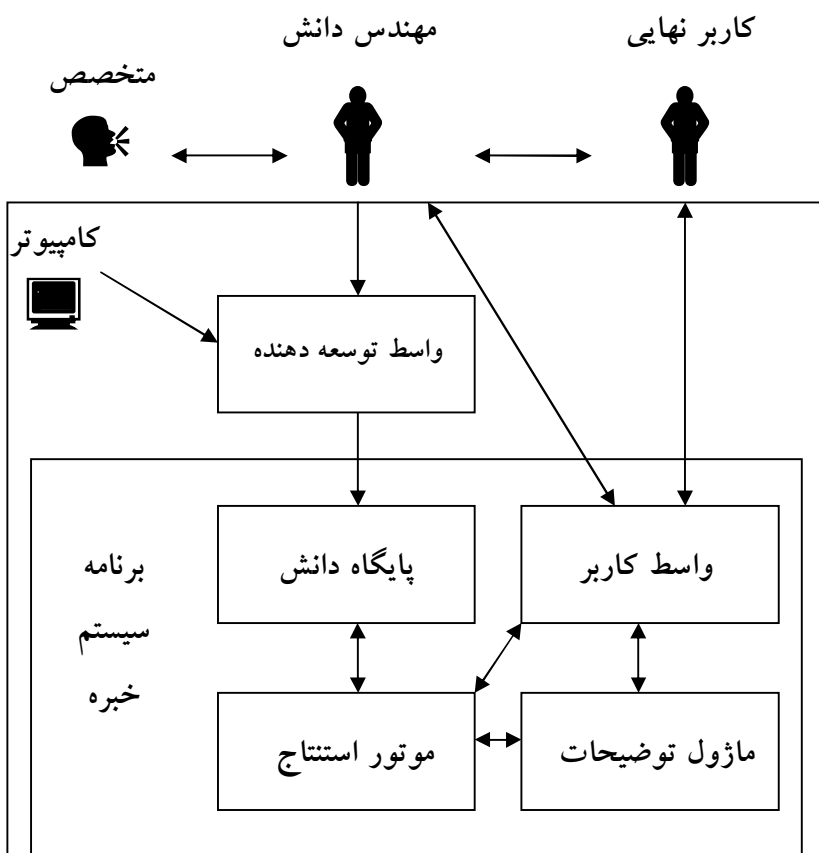 کاربر نهایی
مهندس دانش
متخصص
کامپیوتر
واسط توسعه دهنده
واسط کاربر
پایگاه دانش
برنامه
سیستم
خبره
ماژول توضیحات
موتور استنتاج